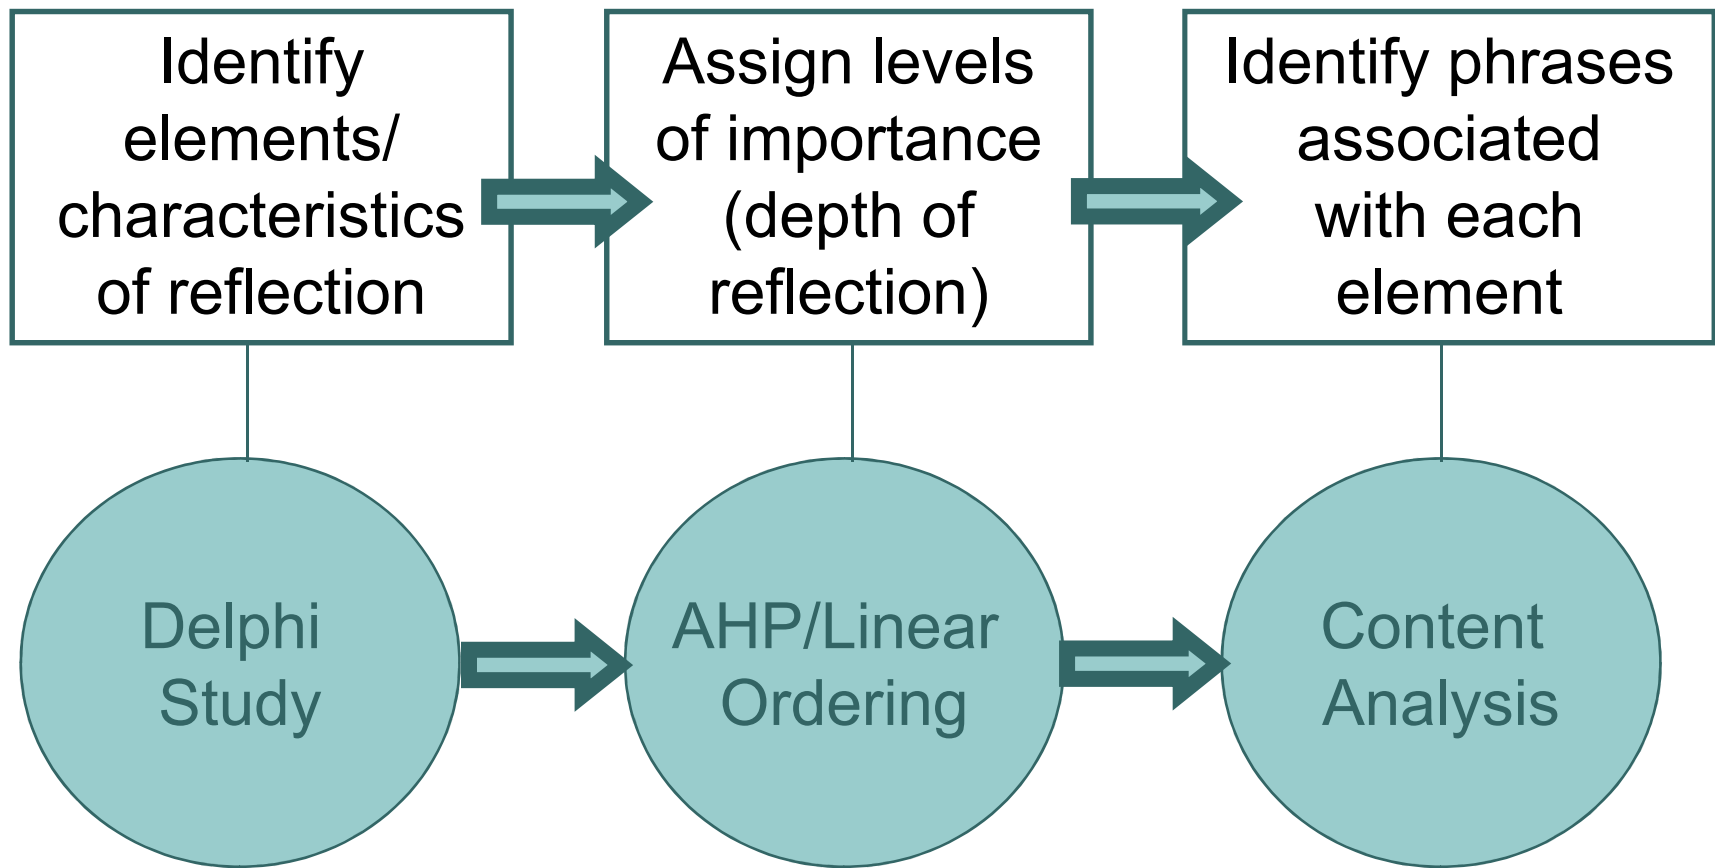 Identify
elements/
characteristics
of reflection
Assign levels
of importance
(depth of
reflection)
Identify phrases
associated
with each
element
Delphi
Study
AHP/Linear
Ordering
Content
Analysis